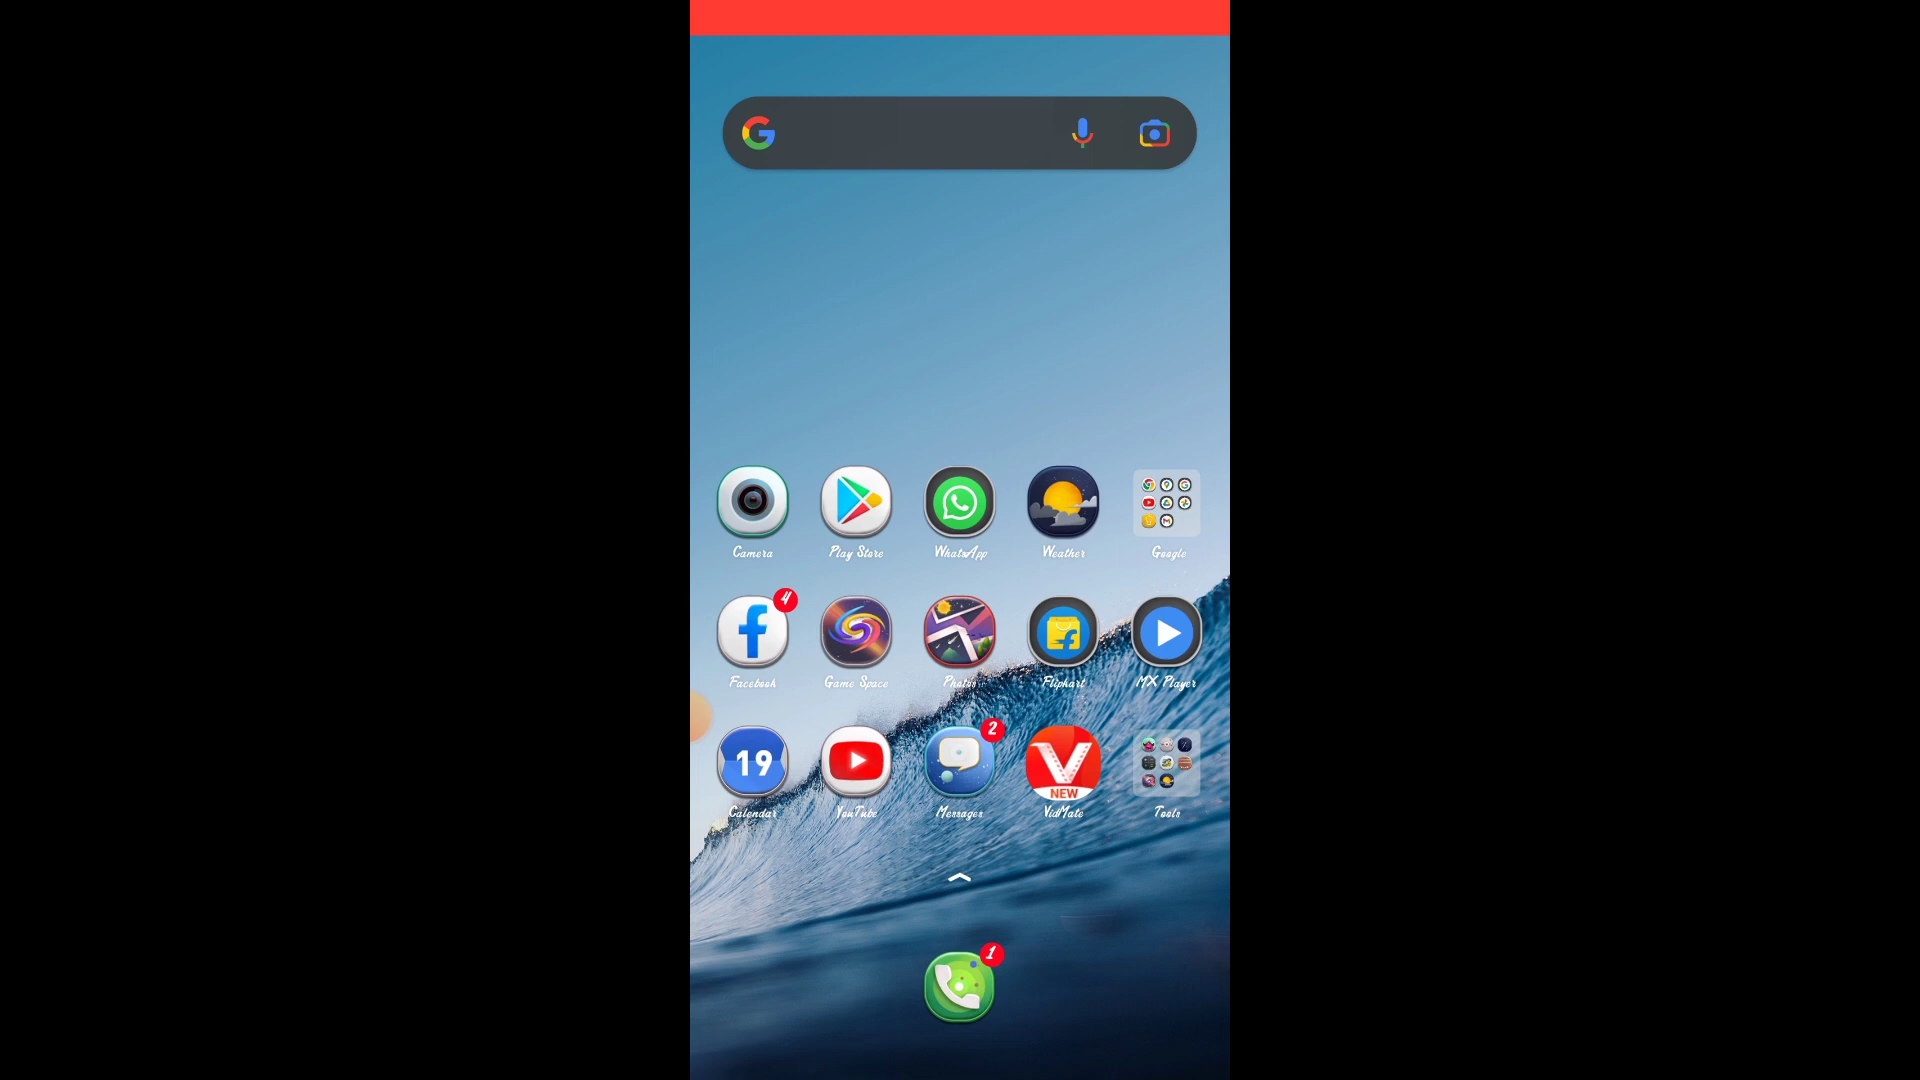 Camera Play Store WhatsApp Weather Google
4
Facebook Game Space Photos Flipkart MX Player
19 2 NEW
Calendar YouTube Messages VidMate Tools
1